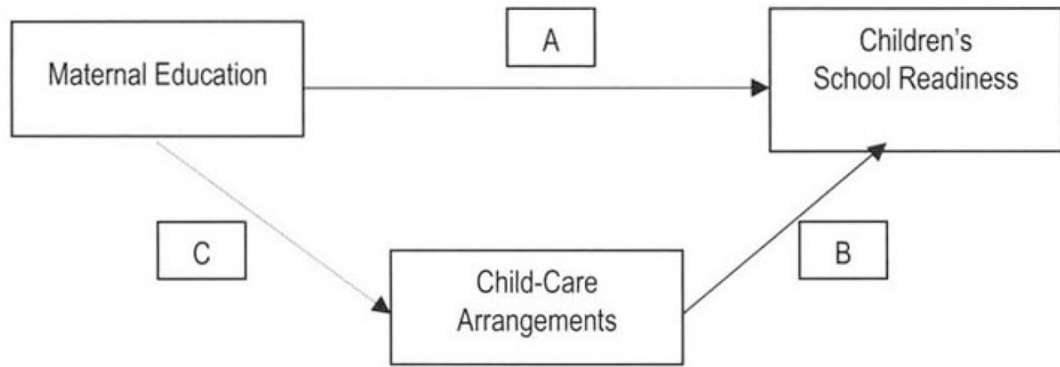 Maternal Education
A
Children's
School Readiness
C
Child-Care
Arrangements
B